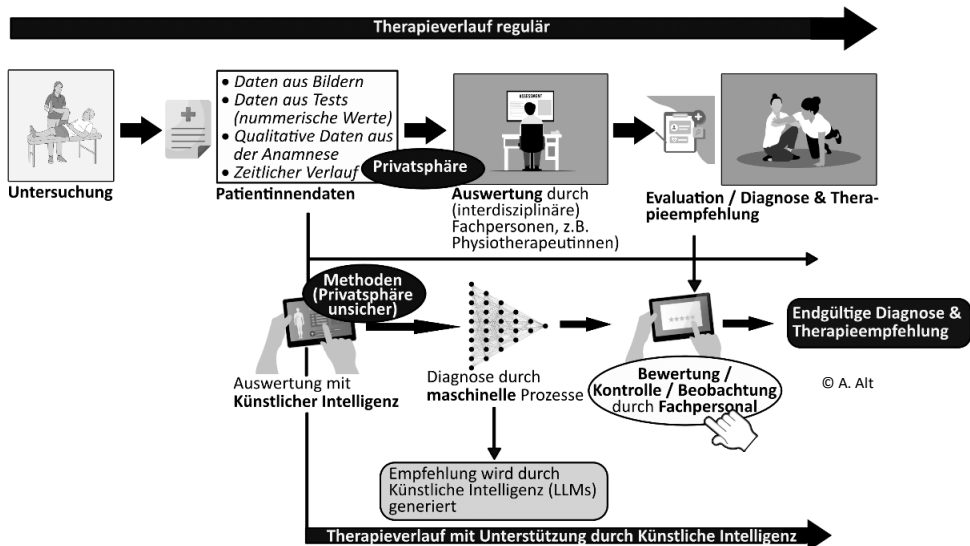 Therapieverlauf regulär
• Daten aus Bildern
• Daten aus Tests
(nummerische Werte)
• Qualitative Daten aus
der Anamnese
• Zeitlicher Verlauf
Privatsphäre
ASSESSMENT
Untersuchung
Patientinnendaten
Auswertung durch
(interdisziplinäre)
Fachpersonen, z.B.
Physiotherapeutinnen)
Evaluation / Diagnose & Thera-
pieempfehlung
Methoden
(Privatsphäre
unsicher)
Auswertung mit
Künstlicher Intelligenz
Diagnose durch
maschinelle Prozesse
Bewertung /
Kontrolle / Beobachtung
durch Fachpersonal
Endgültige Diagnose &
Therapieempfehlung
© A. Alt
Empfehlung wird durch
Künstliche Intelligenz (LLMs)
generiert
Therapieverlauf mit Unterstützung durch Künstliche Intelligenz